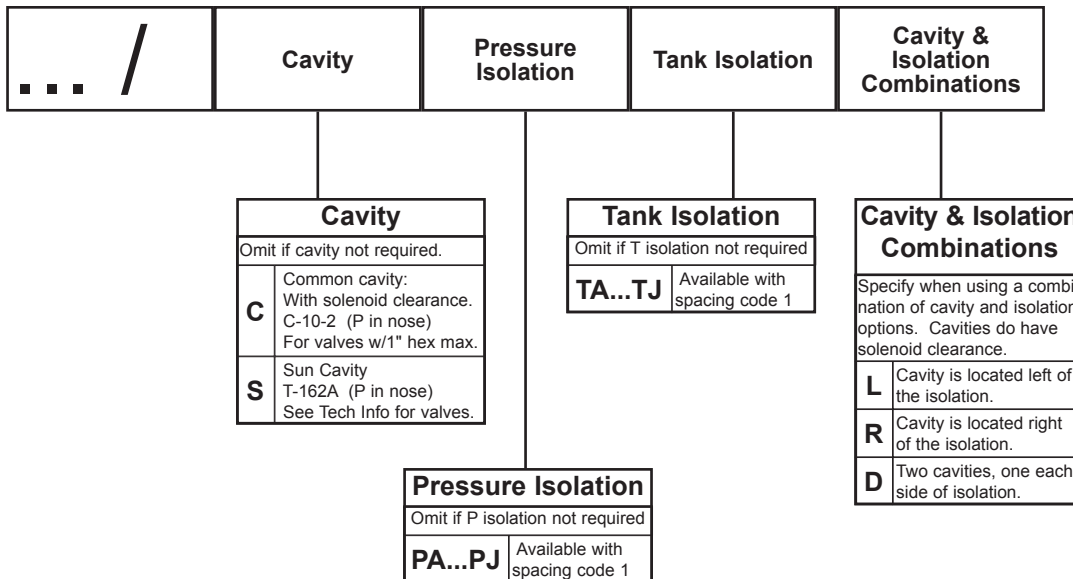 ... /
Cavity
Pressure
Isolation
Tank Isolation
Cavity &
Isolation
Combinations
Cavity
Omit if cavity not required.
C
Common cavity:
With solenoid clearance.
C-10-2 (P in nose)
For valves w/1" hex max.
S
Sun Cavity
T-162A (P in nose)
See Tech Info for valves.
Pressure Isolation
Omit if P isolation not required
PA...PJ
Available with
spacing code 1
Tank Isolation
Omit if T isolation not required
TA...TJ
Available with
spacing code 1
Cavity & Isolation
Combinations
Specify when using a combi
nation of cavity and isolation
options. Cavities do have
solenoid clearance.
L
Cavity is located left of
the isolation.
R
Cavity is located right
of the isolation.
D
Two cavities, one each
side of isolation.